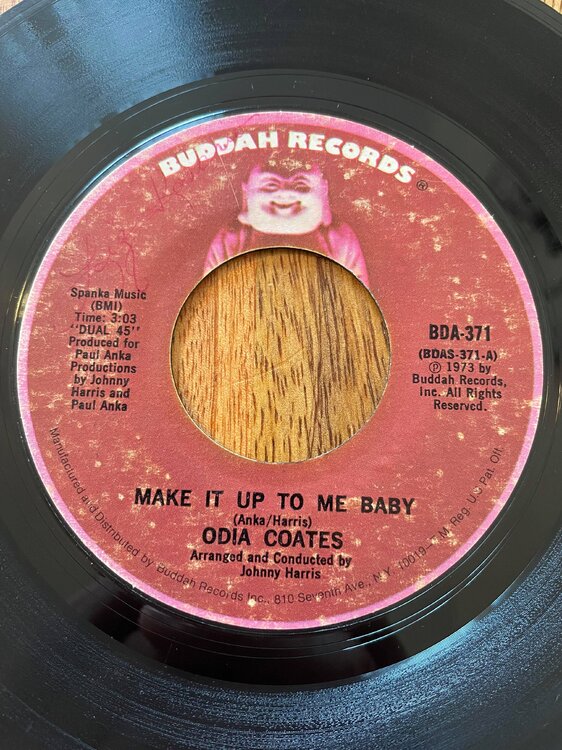 BUDDAH RECORDS®
Spanka Music
(BMI)
Time: 3:03
"DUAL 45"
Produced for
Paul Anka
Productions
by Johnny
Harris and
Paul Anka
BDA-371
(BDAS-371-A)
Ⓟ 1973 by
Buddah Records,
Inc. All Rights
Reserved.
MAKE IT UP TO ME BABY
(Anka/Harris)
ODIA COATES
Arranged and Conducted by
Johnny Harris
Manufactured and Distributed by Buddah Records Inc., 810 Seventh Ave., N.Y. 10019-T.M. Reg. U.S. Pat. Off.